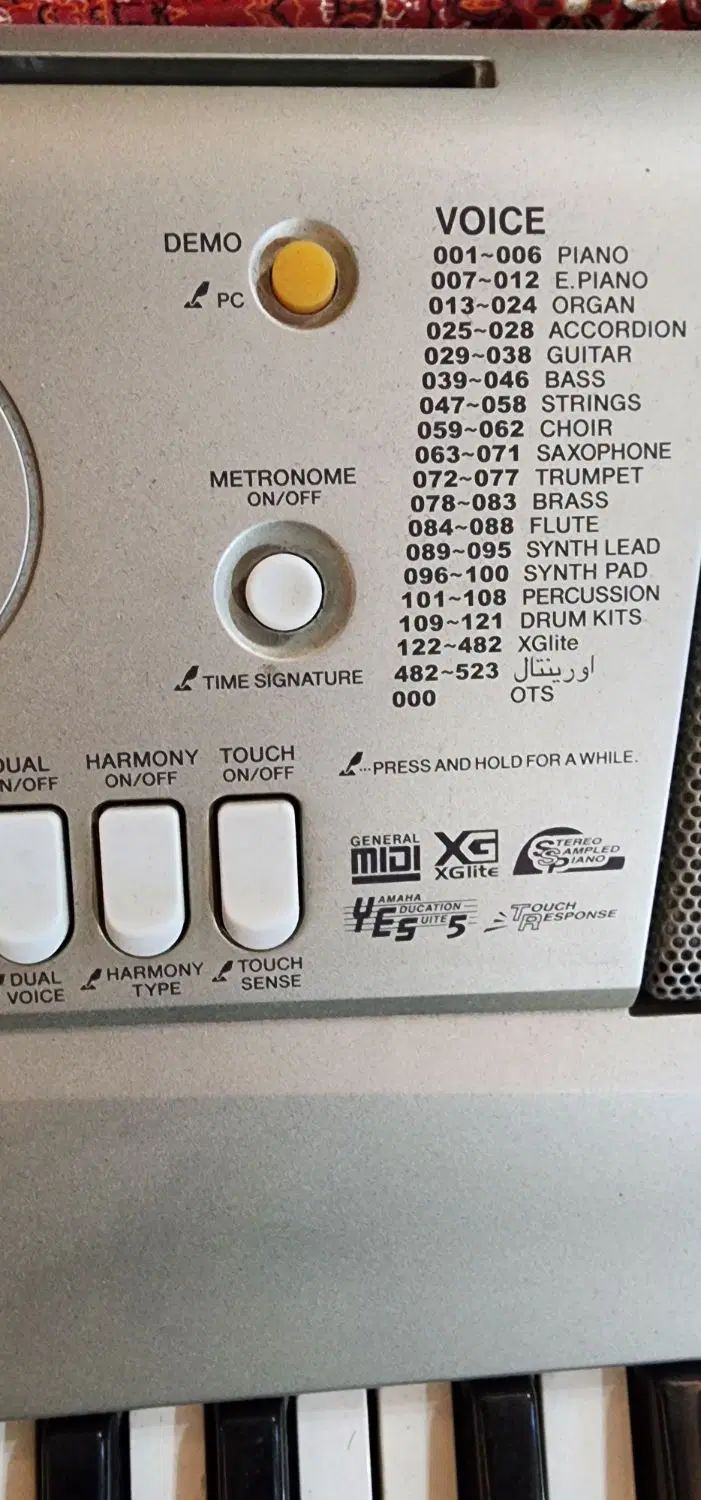 DEMO
PC
VOICE
001~006 PIANO
007~012 E.PIANO
013~024 ORGAN
025~028 ACCORDION
029~038 GUITAR
039~046 BASS
047~058 STRINGS
059~062 CHOIR
063~071 SAXOPHONE
072~077 TRUMPET
078~083 BRASS
084~088 FLUTE
089~095 SYNTH LEAD
096~100 SYNTH PAD
101~108 PERCUSSION
109~121 DRUM KITS
122~482 XGlite
482~523 اورينتال
000 OTS
METRONOME
ON/OFF
TIME SIGNATURE
DUAL
ON/OFF
HARMONY
ON/OFF
TOUCH
ON/OFF
...PRESS AND HOLD FOR A WHILE.
GENERAL
MIDI
XG
XGlite
STEREO
SAMPLED
PIANO
YAMAHA
EDUCATION
SUITE 5
TOUCH
RESPONSE
DUAL
VOICE
HARMONY
TYPE
TOUCH
SENSE